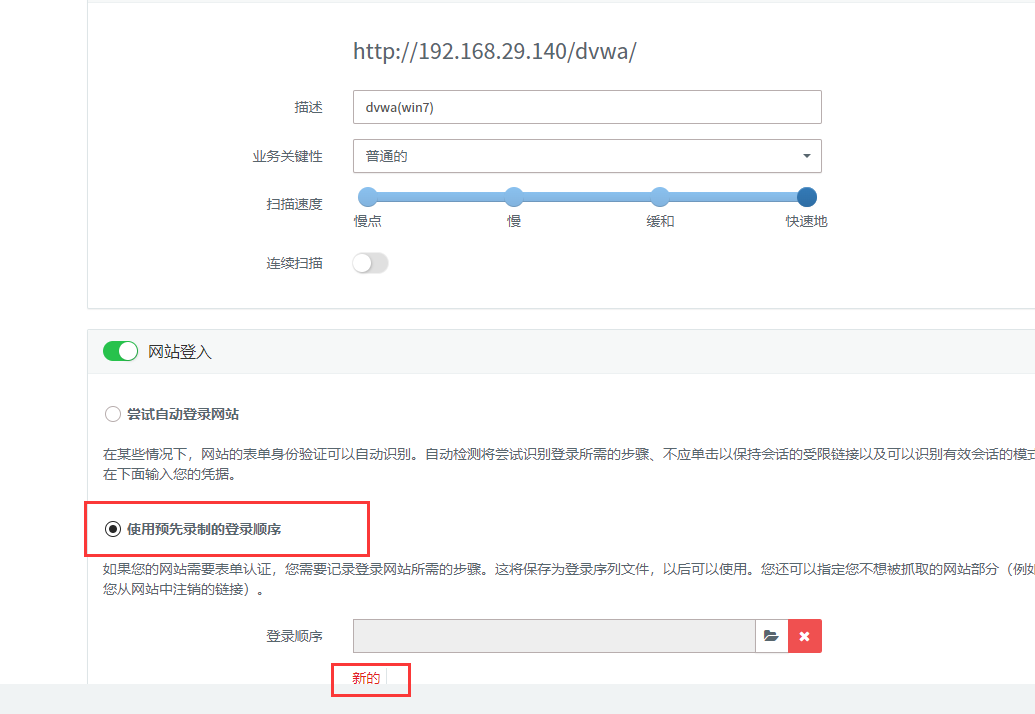 http://192.168.29.140/dvwa/
描述
dvwa(win7)
业务关键性
普通的
扫描速度
慢点 慢 缓和 快速地
连续扫描
网站登入
尝试自动登录网站
在某些情况下，网站的表单身份验证可以自动识别。自动检测将尝试识别登录所需的步骤、不应单击以保持会话的受限链接以及可以识别有效会话的模式
在下面输入您的凭据。
使用预先录制的登录顺序
如果您的网站需要表单认证，您需要记录登录网站所需的步骤。这将保存为登录序列文件，以后可以使用。您还可以指定您不想被抓取的网站部分（例如
您从网站中注销的链接）。
登录顺序
新的